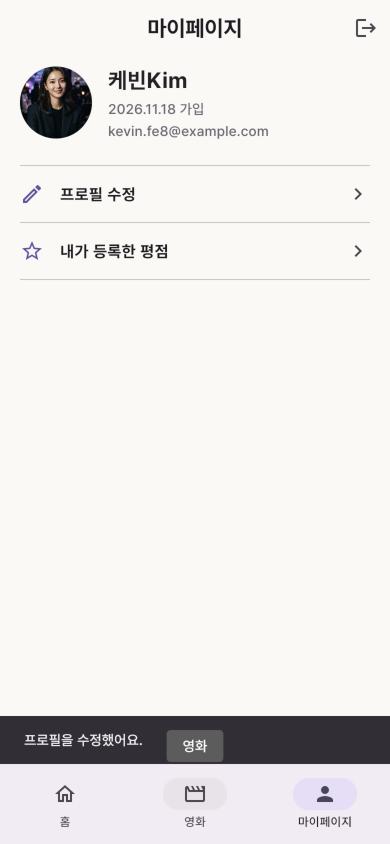 마이페이지
케빈Kim
2026.11.18 가입
kevin.fe8@example.com
프로필 수정
내가 등록한 평점
프로필을 수정했어요.
영화
홈
영화
마이페이지